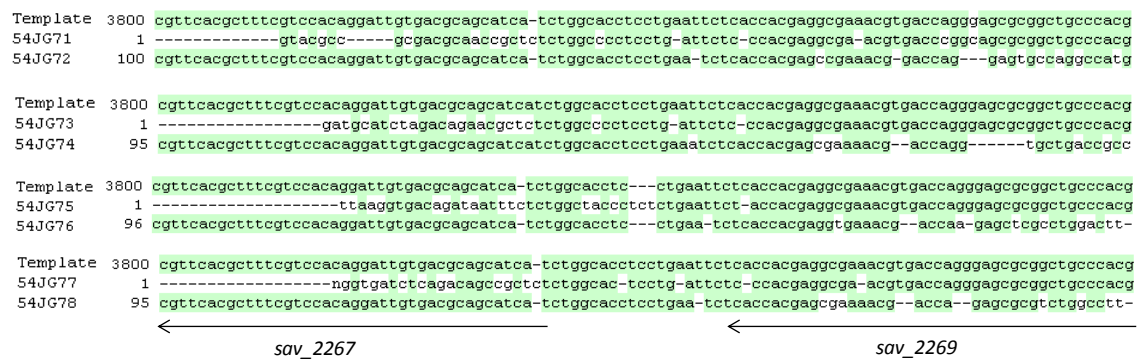 Template 3800 cgttcacgctttcgtccacaggattgtgacgcagcatca-tctggcacctcctgaattctcaccacgaggcgaaacgtgaccagggagcgcggctgcccacg
54JG71 1 -------------gtacgcc-----gcgacgcaaccgctctctggcccctcctg-attctc-ccacgaggcga-acgtgacccggcagcgcggctgcccacg
54JG72 100 cgttcacgctttcgtccacaggattgtgacgcagcatca-tctggcacctcctgaa-tctcaccacgagccgaaacg-gaccag---gagtgccaggccatg
Template 3800 cgttcacgctttcgtccacaggattgtgacgcagcatcatctggcacctcctgaattctcaccacgaggcgaaacgtgaccagggagcgcggctgcccacg
54JG73 1 -----------------gatgcatctagacagaacgctctctggcccctcctg-attctc-ccacgaggcgaaacgtgaccagggagcgcggctgcccacg
54JG74 95 cgttcacgctttcgtccacaggattgtgacgcagcatcatctggcacctcctgaaatctcaccacgagcgaaaacg--accagg------tgctgaccgcc
Template 3800 cgttcacgctttcgtccacaggattgtgacgcagcatca-tctggcacctc---ctgaattctcaccacgaggcgaaacgtgaccagggagcgcggctgcccacg
54JG75 1 -------------------ttaaggtgacagataatttctctggctaccctctctgaattct-accacgaggcgaaacgtgaccagggagcgcggctgcccacg
54JG76 96 cgttcacgctttcgtccacaggattgtgacgcagcatca-tctggcacctc---ctgaa-tctcaccacgaggtgaaacg--accaa-gagctcgcctggactt-
Template 3800 cgttcacgctttcgtccacaggattgtgacgcagcatca-tctggcacctcctgaattctcaccacgaggcgaaacgtgaccagggagcgcggctgcccacg
54JG77 1 ------------------nggtgatctcagacagccgctctctggcac-tcctg-attctc-ccacgaggcga-acgtgaccagggagcgcggctgcccacg
54JG78 95 cgttcacgctttcgtccacaggattgtgacgcagcatca-tctggcacctcctgaa-tctcaccacgagcgaaaacg--acca--gagcgcgtctggccttt-
sav_2267 sav_2269